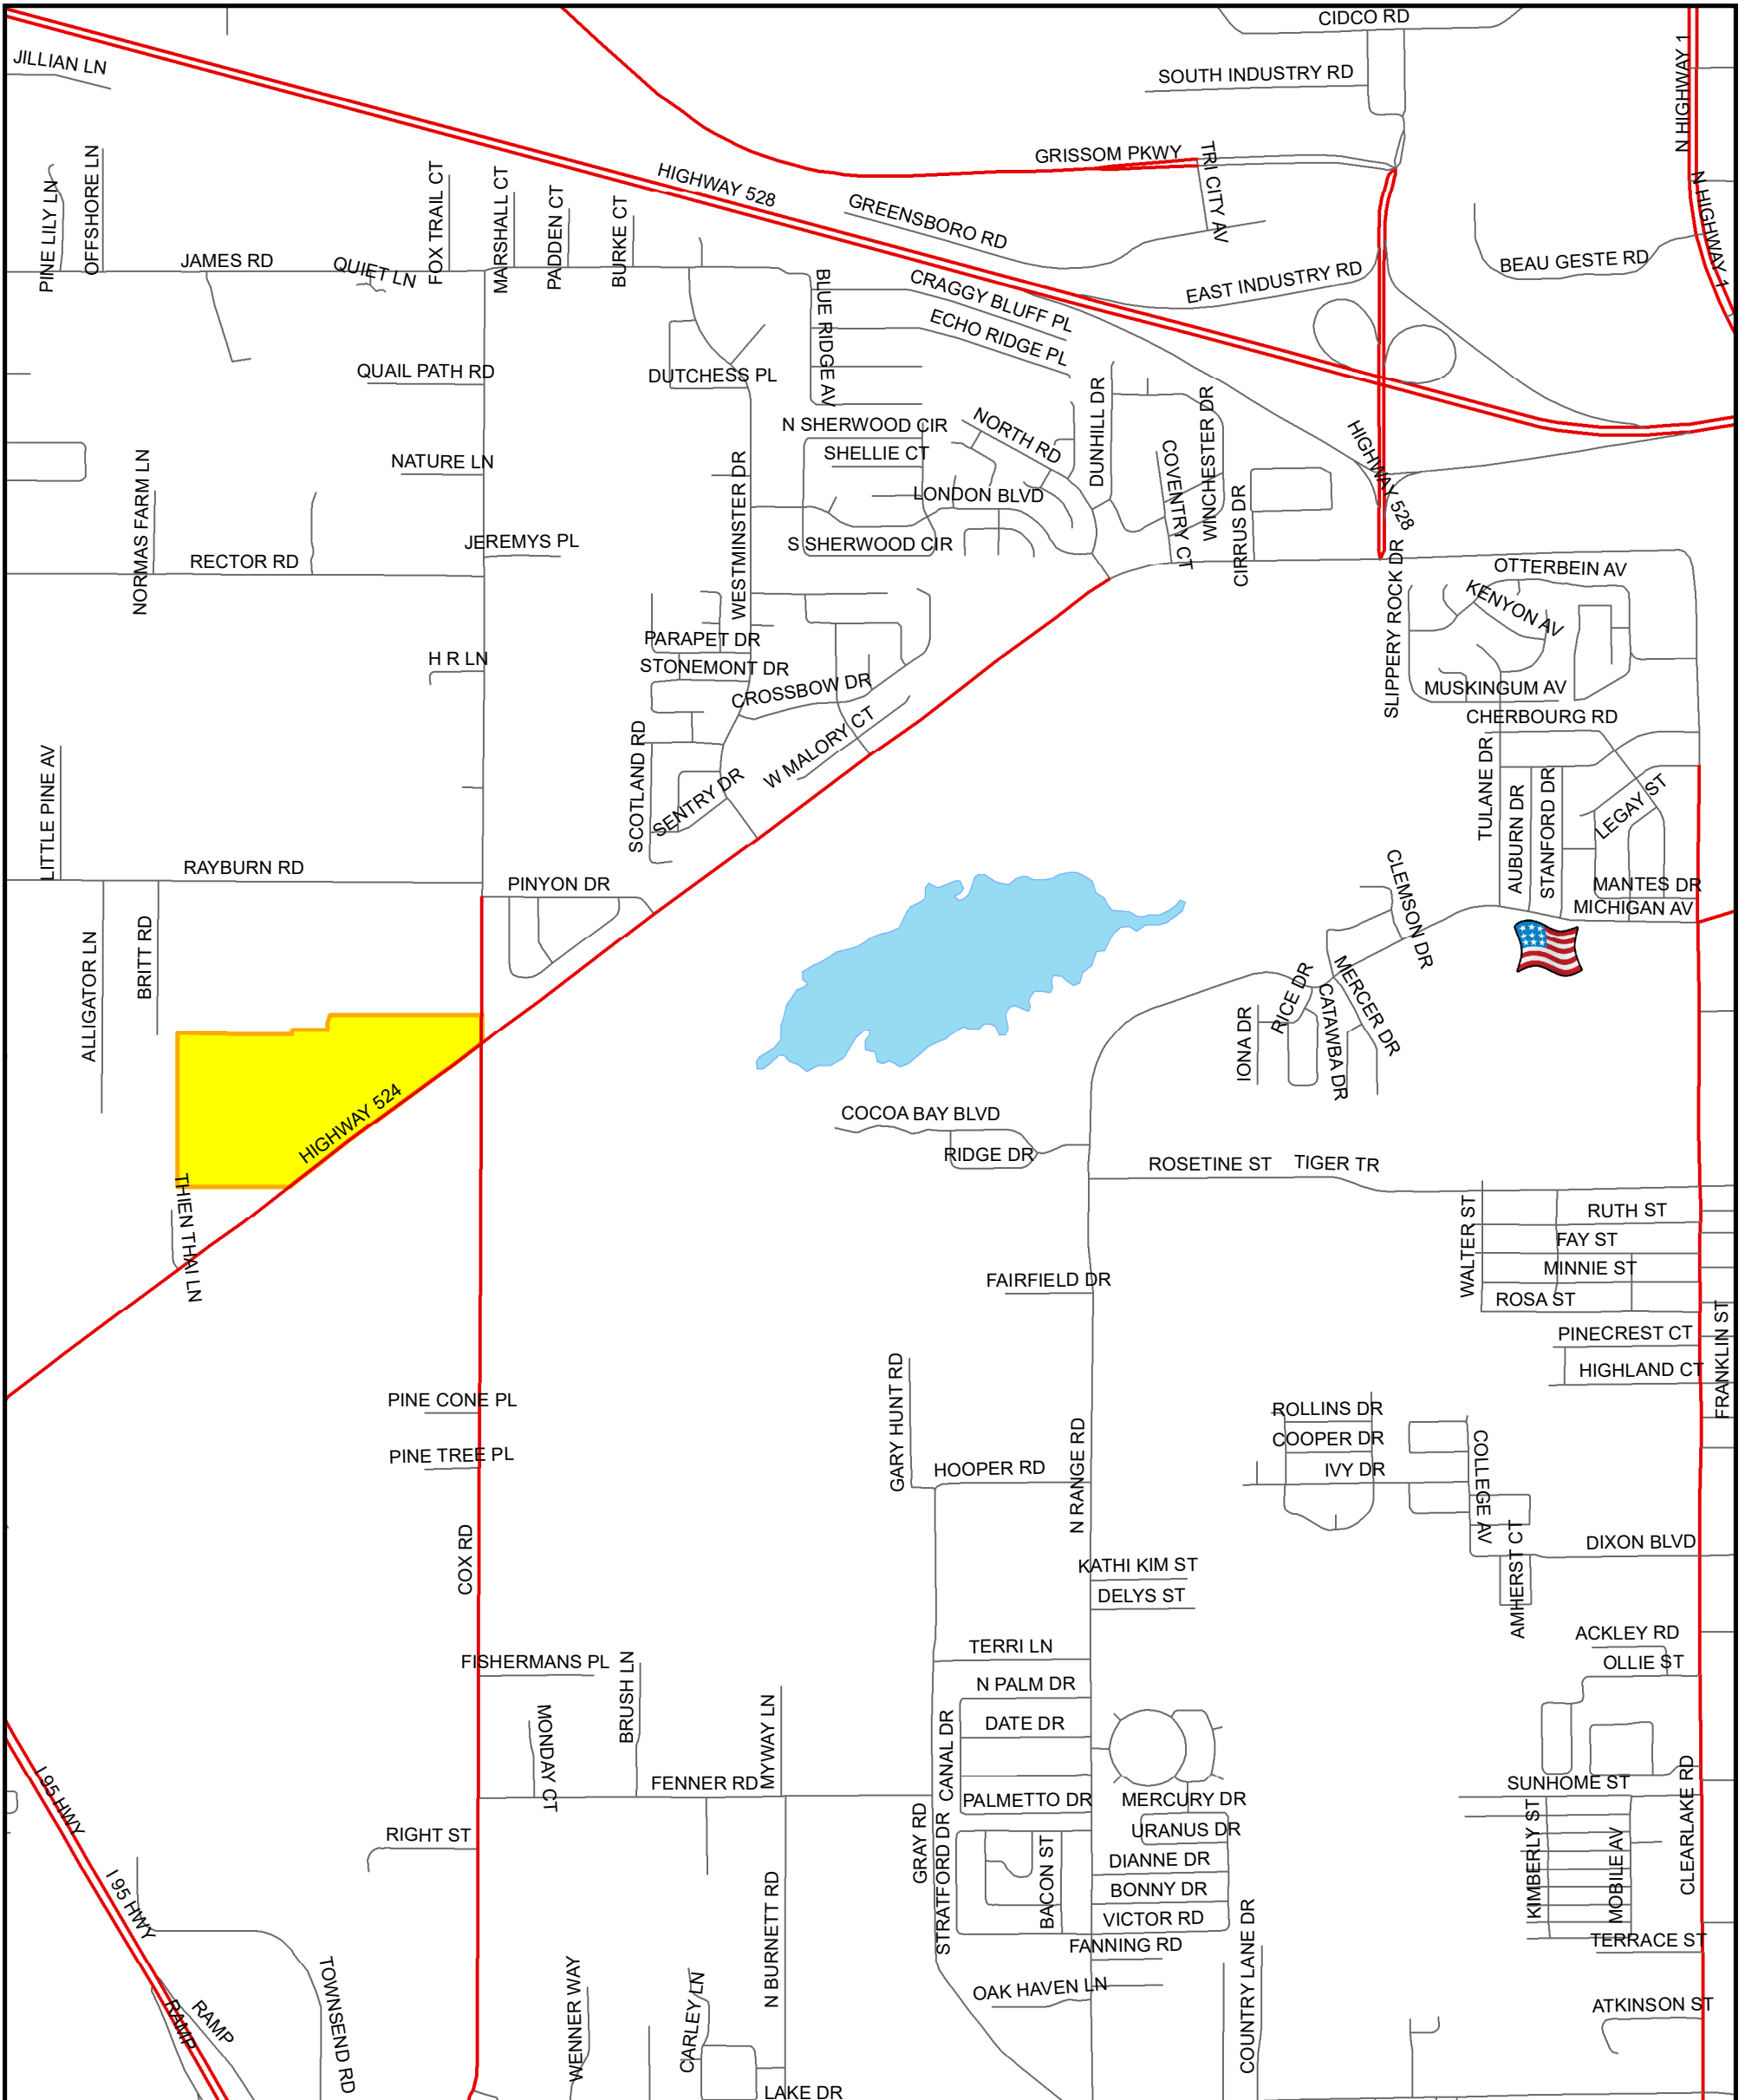 CIDCO RD
JILLIAN LN
SOUTH INDUSTRY RD
N HIGHWAY 1
GRISSOM PKWY
TRI CITY AV
HIGHWAY 528
PINE LILY LN
OFFSHORE LN
FOX TRAIL CT
MARSHALL CT
PADDEN CT
BURKE CT
GREENSBORO RD
N HIGHWAY 1
JAMES RD
QUIET LN
BEAU GESTE RD
EAST INDUSTRY RD
BLUE RIDGE AV
CRAGGY BLUFF PL
ECHO RIDGE PL
QUAIL PATH RD
DUTCHESS PL
DUNHILL DR
WINCHESTER DR
N SHERWOOD CIR
NORTH RD
SHELLIE CT
COVENTRY CT
HIGHWAY 528
NATURE LN
NORMAS FARM LN
WESTMINSTER DR
LONDON BLVD
CIRRUS DR
JEREMYS PL
S SHERWOOD CIR
RECTOR RD
SLIPPERY ROCK DR
OTTERBEIN AV
KENYON AV
PARAPET DR
H R LN
STONEMONT DR
CROSSBOW DR
MUSKINGUM AV
CHERBOURG RD
W MALORY CT
SCOTLAND RD
SENTRY DR
TULANE DR
AUBURN DR
STANFORD DR
LEGAY ST
LITTLE PINE AV
RAYBURN RD
PINYON DR
CLEMSON DR
MANTES DR
MICHIGAN AV
ALLIGATOR LN
BRITT RD
IONA DR
RICE DR
CATAWBA DR
MERCER DR
HIGHWAY 524
COCOA BAY BLVD
RIDGE DR
ROSETINE ST
TIGER TR
THIEN THAI LN
WALTER ST
RUTH ST
FAY ST
MINNIE ST
ROSA ST
FAIRFIELD DR
PINECREST CT
HIGHLAND CT
FRANKLIN ST
PINE CONE PL
PINE TREE PL
GARY HUNT RD
HOOPER RD
N RANGE RD
ROLLINS DR
COOPER DR
IVY DR
COLLEGE AV
AMHERST CT
DIXON BLVD
COX RD
KATHI KIM ST
DELYS ST
ACKLEY RD
OLLIE ST
TERRI LN
FISHERMANS PL
BRUSH LN
N PALM DR
MONDAY CT
MYWAY LN
DATE DR
CANAL DR
I 95 HWY
FENNER RD
PALMETTO DR
MERCURY DR
SUNHOME ST
CLEARLAKE RD
RIGHT ST
GRAY RD
STRATFORD DR
URANUS DR
KIMBERLY ST
MOBILE AV
DIANNE DR
BACON ST
BONNY DR
I 95 HWY
VICTOR RD
N BURNETT RD
FANNING RD
TERRACE ST
COUNTRY LANE DR
OAK HAVEN LN
ATKINSON ST
RAMP
RAMP
TOWNSEND RD
WENNER WAY
CARLEY LN
LAKE DR